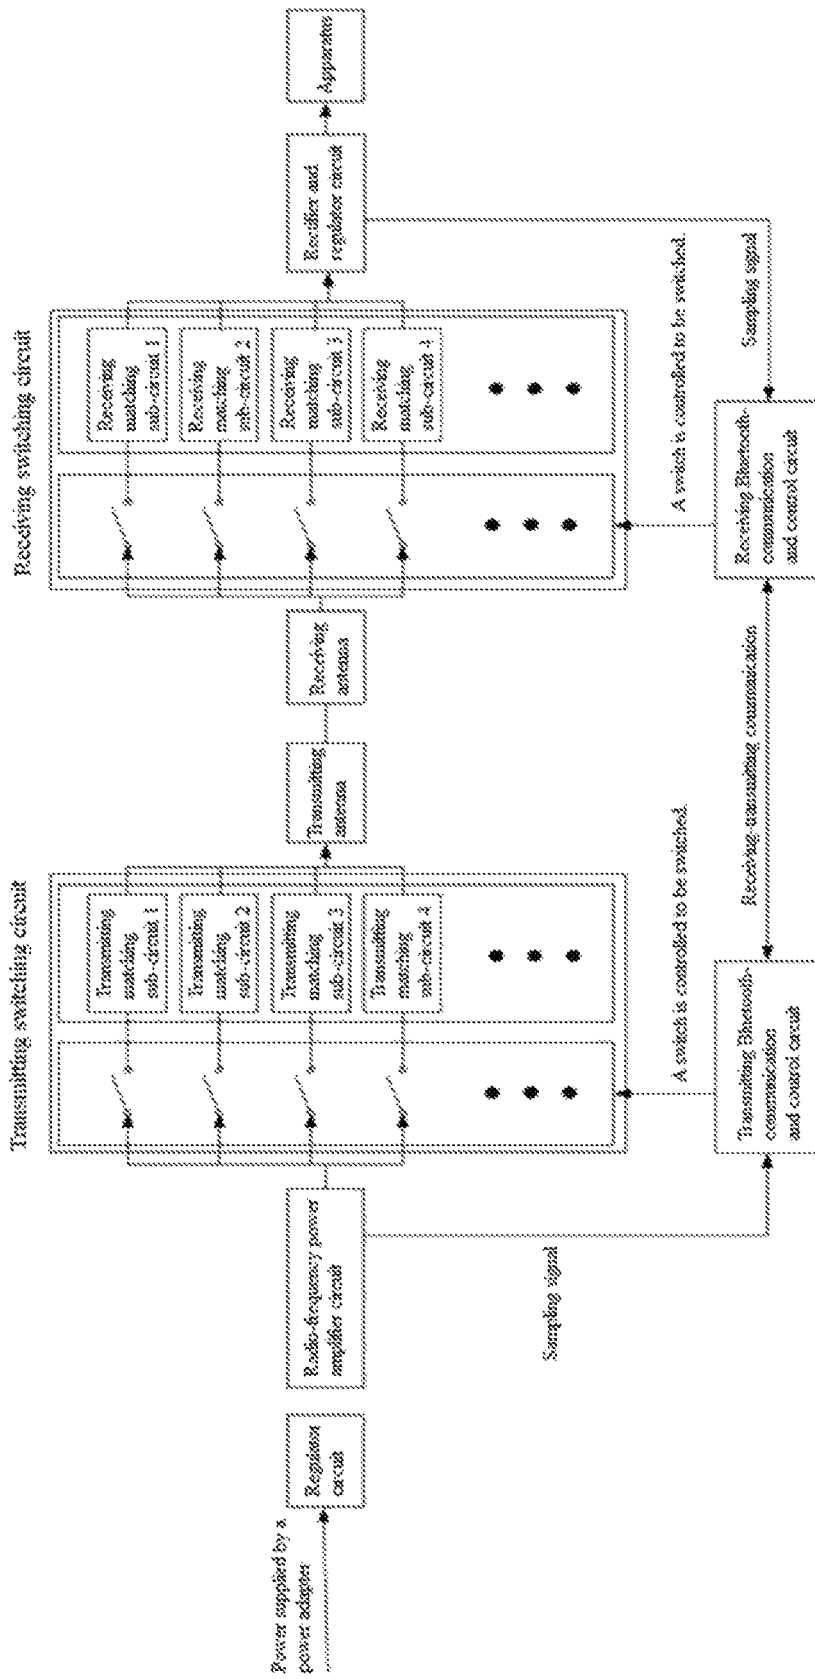 Power supplied by a
power adapter
Regulator
circuit
Radio-frequency power
amplifier circuit
Sampling signal
Transmitting switching circuit
Transmitting
matching
sub-circuit 1
Transmitting
matching
sub-circuit 2
Transmitting
matching
sub-circuit 3
Transmitting
matching
sub-circuit 4
A switch is controlled to be switched.
Transmitting Bluetooth-
communication
and control circuit
Transmitting
antenna
Receiving
antenna
Receiving-transmitting communication
Receiving switching circuit
Receiving
matching
sub-circuit 1
Receiving
matching
sub-circuit 2
Receiving
matching
sub-circuit 3
Receiving
matching
sub-circuit 4
A switch is controlled to be switched.
Receiving Bluetooth-
communication
and control circuit
Rectifier and
regulator circuit
Sampling signal
Apparatus